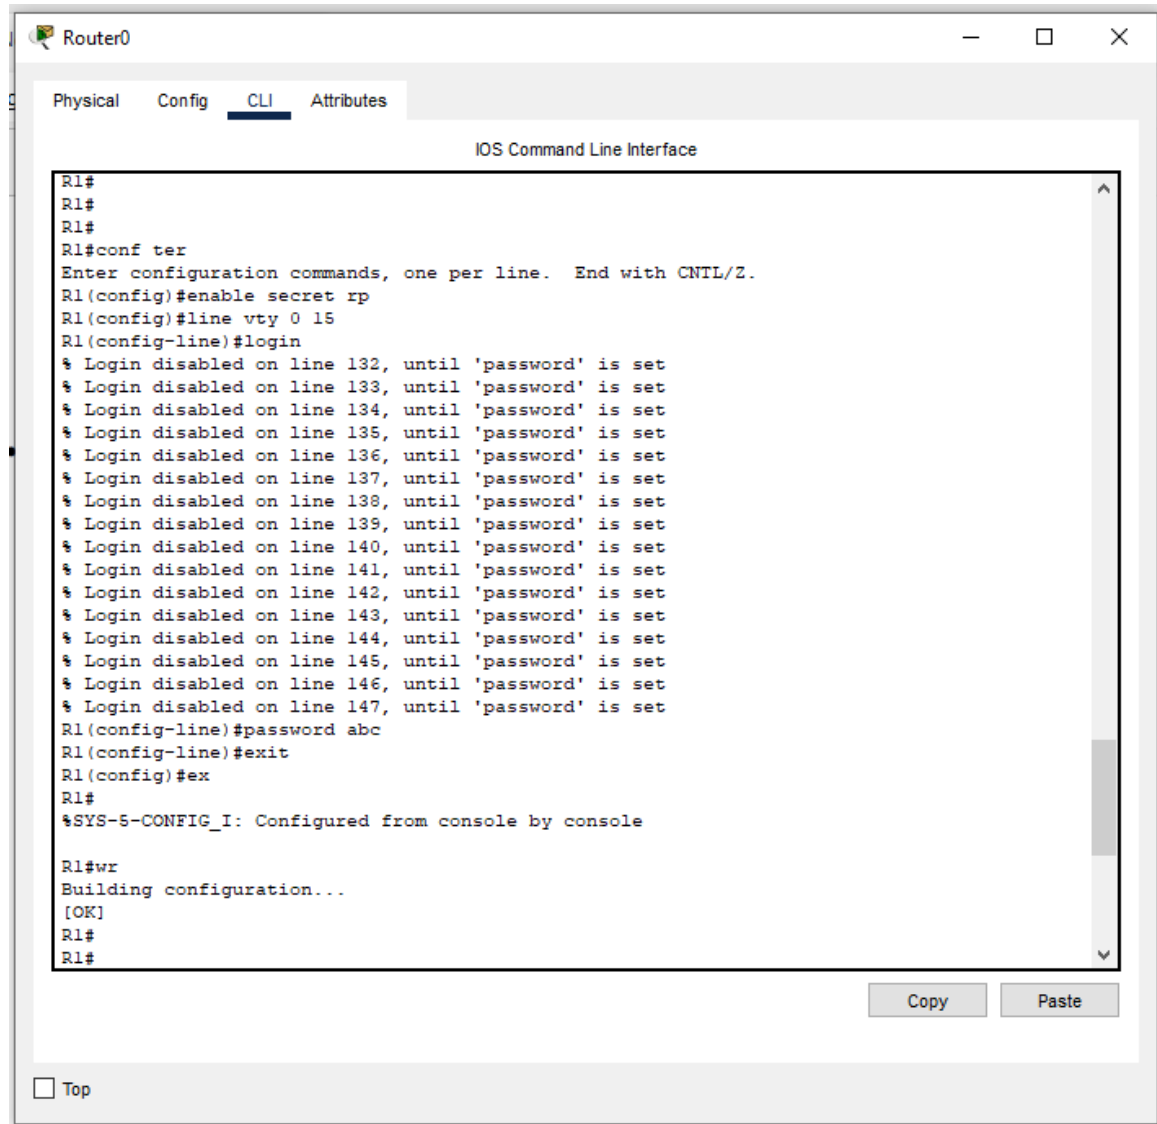 Router0
Physical Config CLI Attributes
IOS Command Line Interface
R1#
R1#
R1#
R1#conf ter
Enter configuration commands, one per line.  End with CNTL/Z.
R1(config)#enable secret rp
R1(config)#line vty 0 15
R1(config-line)#login
% Login disabled on line 132, until 'password' is set
% Login disabled on line 133, until 'password' is set
% Login disabled on line 134, until 'password' is set
% Login disabled on line 135, until 'password' is set
% Login disabled on line 136, until 'password' is set
% Login disabled on line 137, until 'password' is set
% Login disabled on line 138, until 'password' is set
% Login disabled on line 139, until 'password' is set
% Login disabled on line 140, until 'password' is set
% Login disabled on line 141, until 'password' is set
% Login disabled on line 142, until 'password' is set
% Login disabled on line 143, until 'password' is set
% Login disabled on line 144, until 'password' is set
% Login disabled on line 145, until 'password' is set
% Login disabled on line 146, until 'password' is set
% Login disabled on line 147, until 'password' is set
R1(config-line)#password abc
R1(config-line)#exit
R1(config)#ex
R1#
%SYS-5-CONFIG_I: Configured from console by console
R1#wr
Building configuration...
[OK]
R1#
R1#
Copy Paste
Top